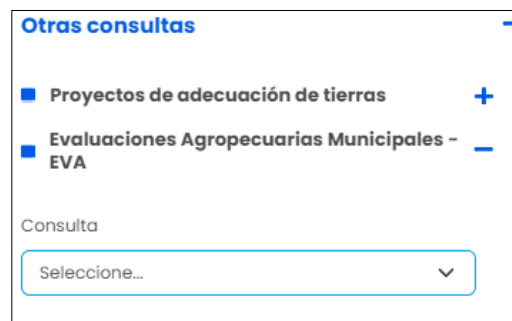 Otras consultas
Proyectos de adecuación de tierras
Evaluaciones Agropecuarias Municipales -
EVA
Consulta
Seleccione...